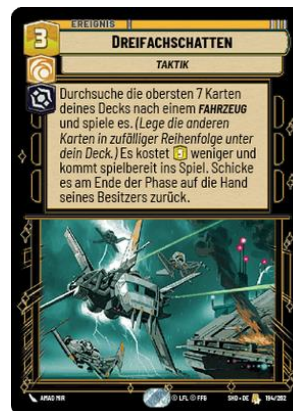 EREIGNIS
3
DREIFACHSCHATTEN
TAKTIK
Durchsuche die obersten 7 Karten
deines Decks nach einem FAHRZEUG
und spiele es. (Lege die anderen
Karten in zufälliger Reihenfolge unter
dein Deck.) Es kostet 3 weniger und
kommt spielbereit ins Spiel. Schicke
es am Ende der Phase auf die Hand
seines Besitzers zurück.
AMAD MIR
© LFL © FFG
SHD • DE
194/262